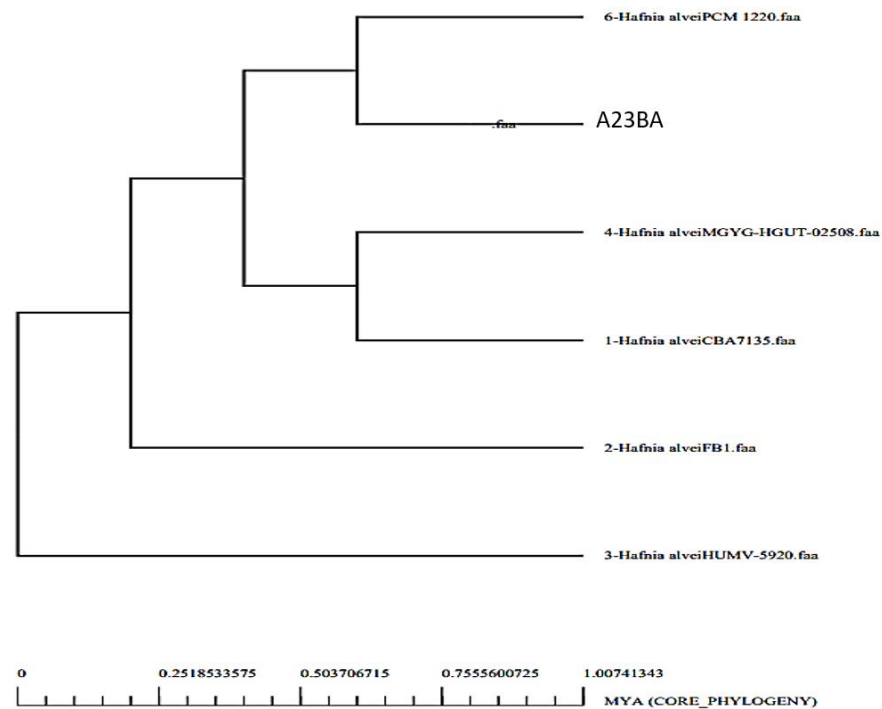 6-Hafnia alveiPCM 1220.faa
.faa A23BA
4-Hafnia alveiMGYG-HGUT-02508.faa
1-Hafnia alveiCBA7135.faa
2-Hafnia alveiFB1.faa
3-Hafnia alveiHUMV-5920.faa
0 0.2518533575 0.503706715 0.7555600725 1.00741343
MYA (CORE_PHYLOGENY)